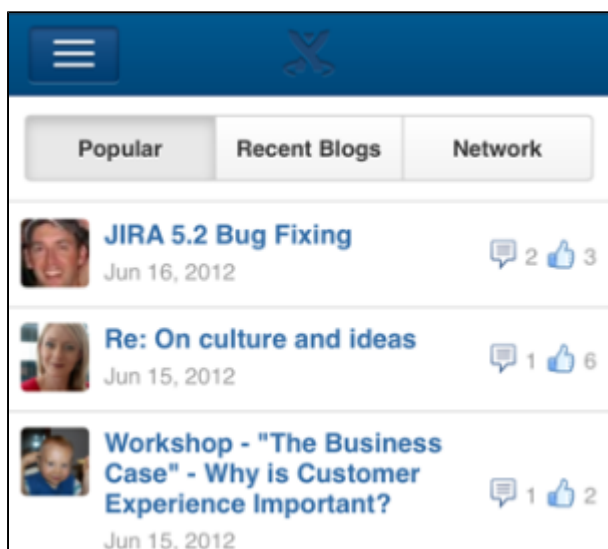 Popular Recent Blogs Network
JIRA 5.2 Bug Fixing
2 3
Jun 16, 2012
Re: On culture and ideas
1 6
Jun 15, 2012
Workshop - "The Business
Case" - Why is Customer
Experience Important?
1 2
Jun 15, 2012